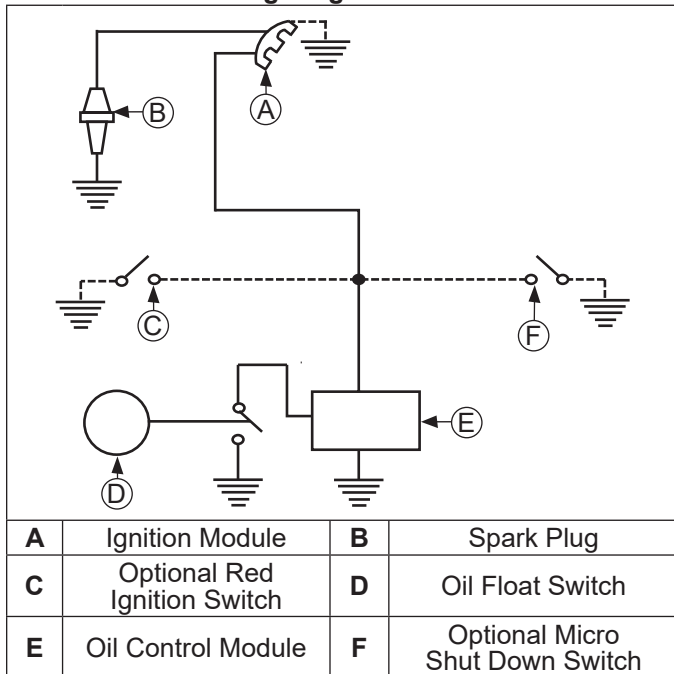 B
A
C
F
E
D
A Ignition Module B Spark Plug
C Optional Red Ignition Switch D Oil Float Switch
E Oil Control Module F Optional Micro Shut Down Switch